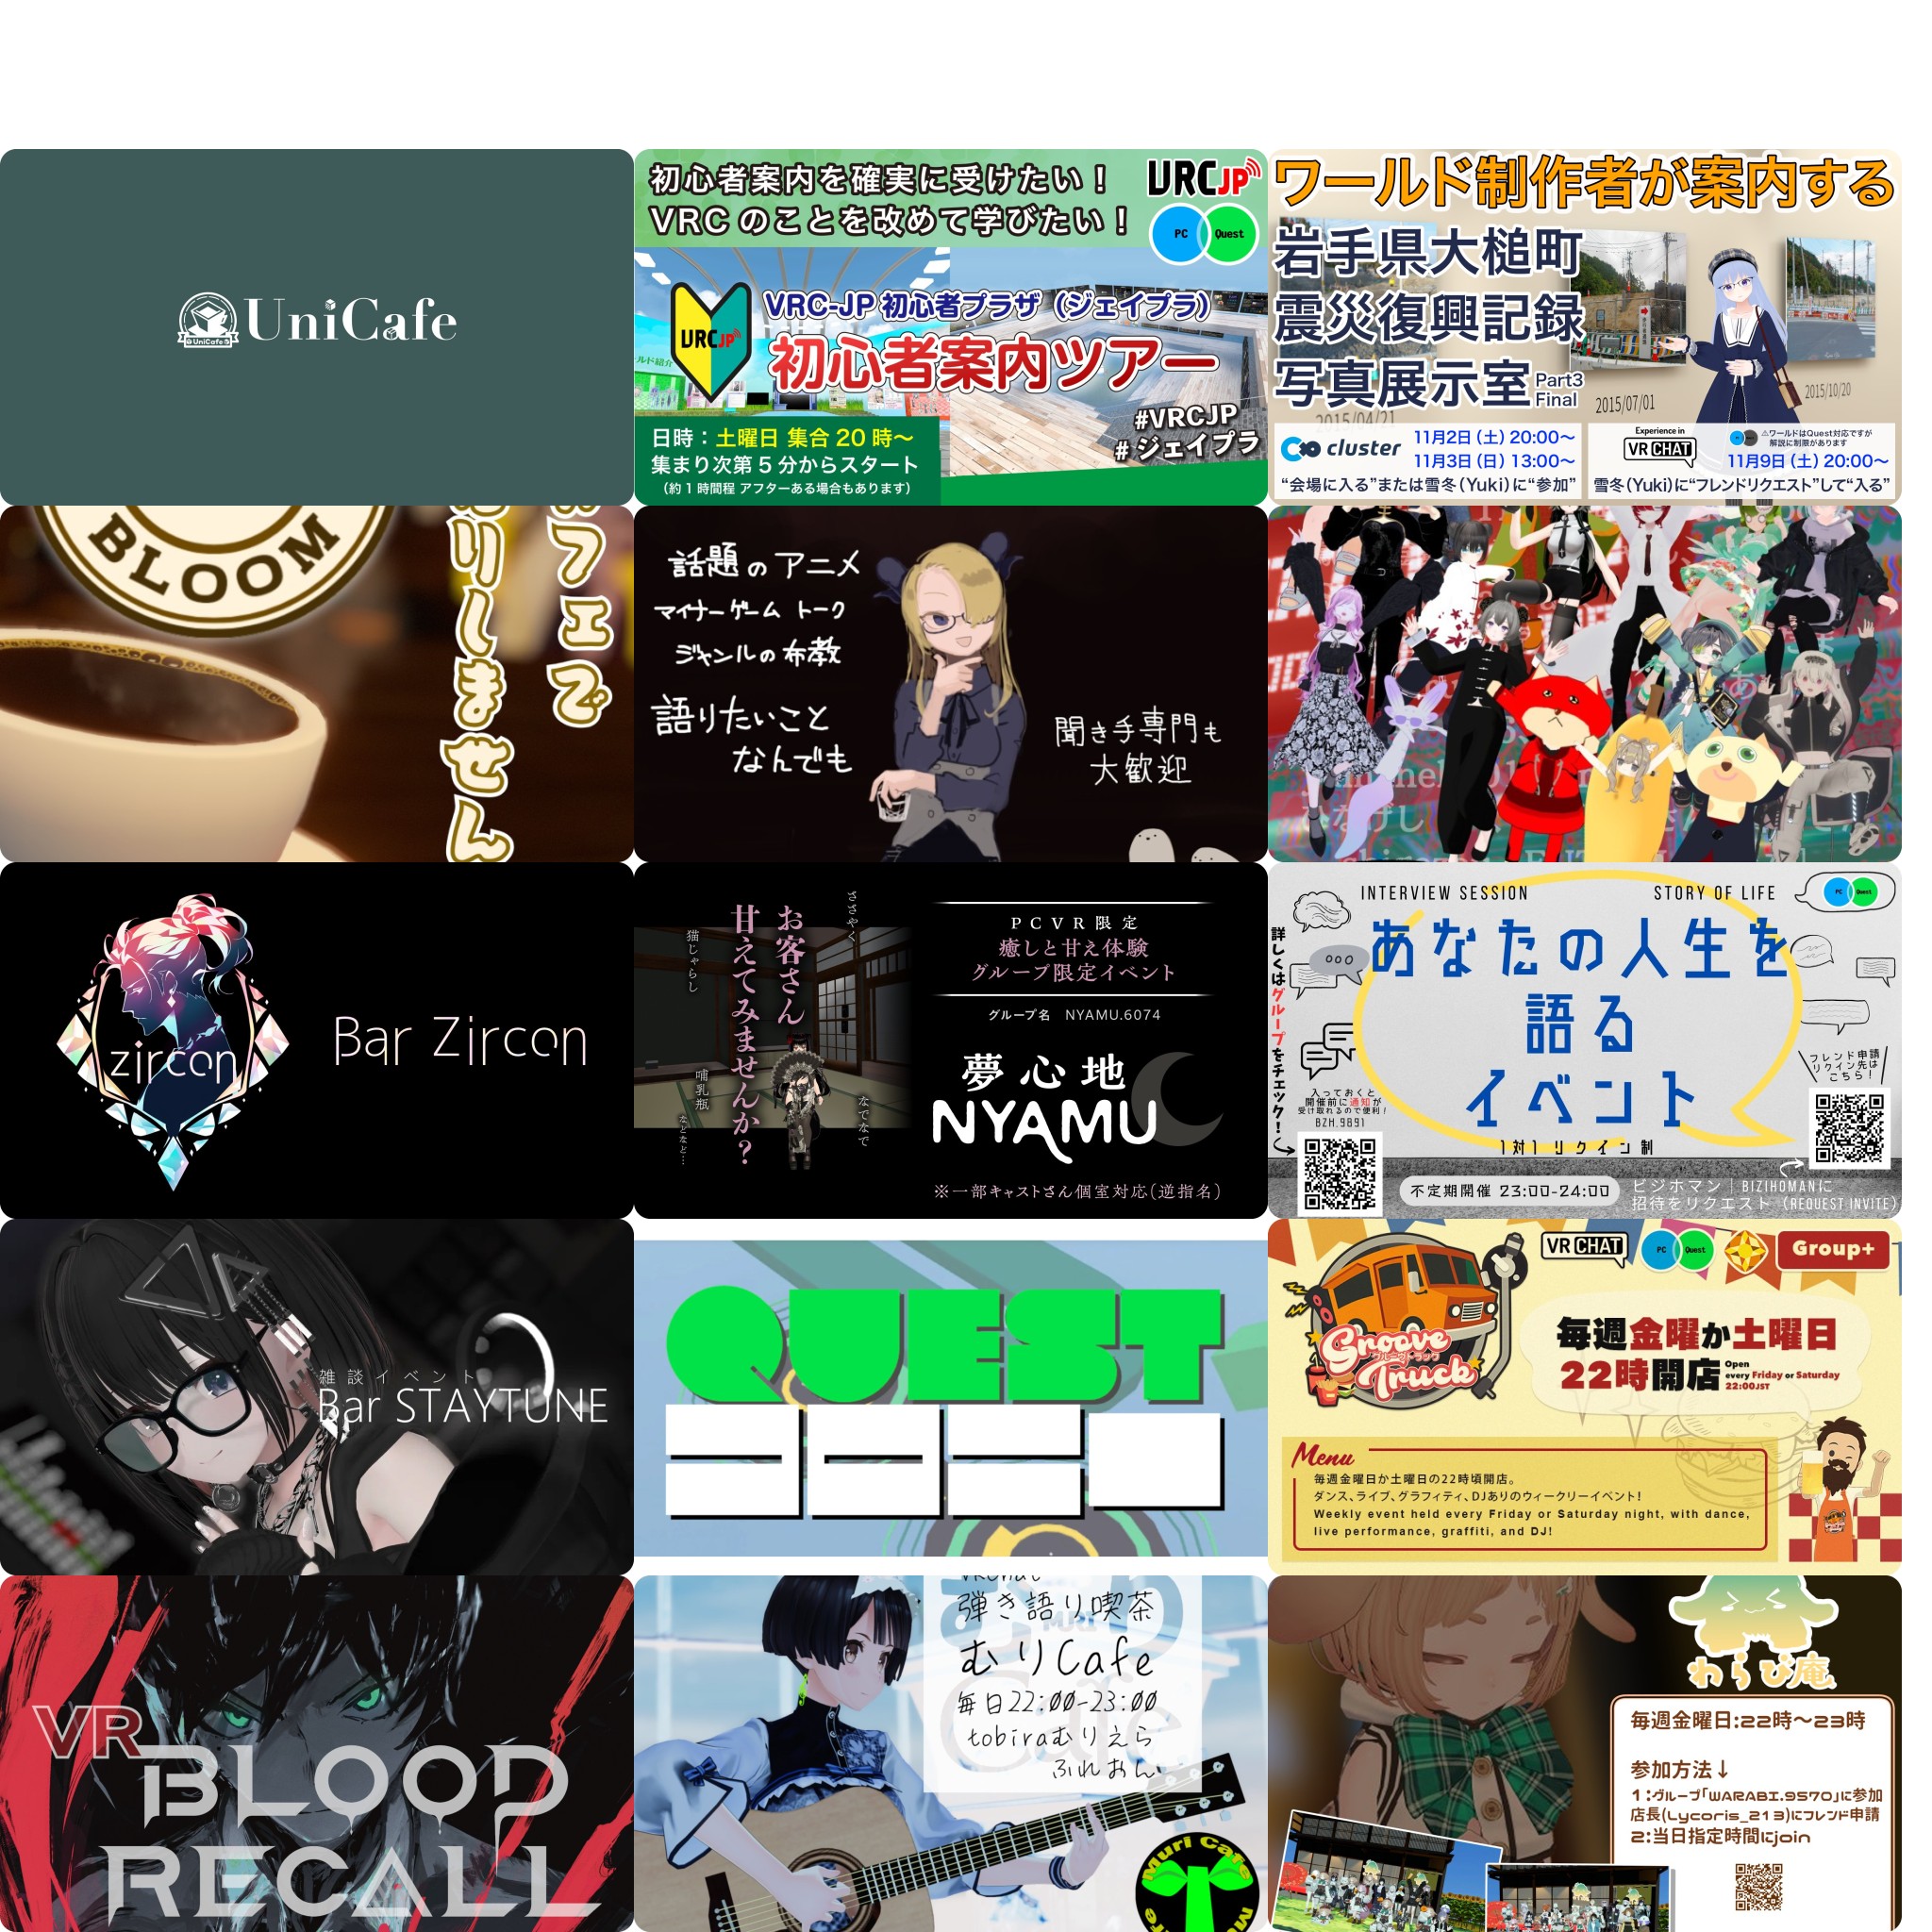 UniCafe
UniCafe
初心者案内を確実に受けたい！
VRCのことを改めて学びたい！
VRCJP
PC Quest
VRCJP
VRC-JP 初心者プラザ（ジェイプラ）
初心者案内ツアー
#VRCJP
#ジェイプラ
日時：土曜日 集合20時〜
集まり次第5分からスタート
（約1時間程 アフターある場合もあります）
ワールド制作者が案内する
岩手県大槌町
震災復興記録
写真展示室 Part3 Final
2015/04/21
2015/07/01
2015/10/20
cluster
11月2日（土）20:00〜
11月3日（日）13:00〜
“会場に入る”または雪冬（Yuki）に“参加”
Experience in
VRCHAT
⚠ワールドはQuest対応ですが
解説に制限があります
11月9日（土）20:00〜
雪冬（Yuki）に“フレンドリクエスト”して“入る”
BLOOM
フェで
りしません
話題のアニメ
マイナーゲーム トーク
ジャンルの布教
語りたいこと
なんでも
聞き手専門も
大歓迎
zircon
Bar Zircon
ささやく
お客さん
甘えてみませんか？
猫じゃらし
哺乳瓶
なでなで
などなど…
PCVR限定
癒しと甘え体験
グループ限定イベント
グループ名 NYAMU.6074
夢心地
NYAMU
※一部キャストさん個室対応（逆指名）
INTERVIEW SESSION
STORY OF LIFE
PC Quest
あなたの人生を
語る
イベント
1対1 リクイン制
詳しくはグループをチェック！
入っておくと
開催前に通知が
受け取れるので便利！
BZH.9891
フレンド申請
リクイン先は
こちら！
不定期開催 23:00-24:00
ビジホマン｜BIZIHOMANに
招待をリクエスト（REQUEST INVITE）
雑談イベント
Bar STAYTUNE
QUEST
VRCHAT
PC Quest
Group+
Groove
グルーヴトラック
Truck
毎週金曜か土曜日
22時開店
Open
every Friday or Saturday
22:00JST
Menu
毎週金曜日か土曜日の22時頃開店。
ダンス、ライブ、グラフィティ、DJありのウィークリーイベント！
Weekly event held every Friday or Saturday night, with dance,
live performance, graffiti, and DJ!
VR
BLOOD
RECALL
VRChat
弾き語り喫茶
むりCafe
毎日22:00-23:00
tobiraむりえら
ふれおん
Muri Cafe
わらび庵
毎週金曜日:22時〜23時
参加方法↓
1:グループ「WARABI.9570」に参加
店長(Lycoris_213)にフレンド申請
2:当日指定時間にjoin